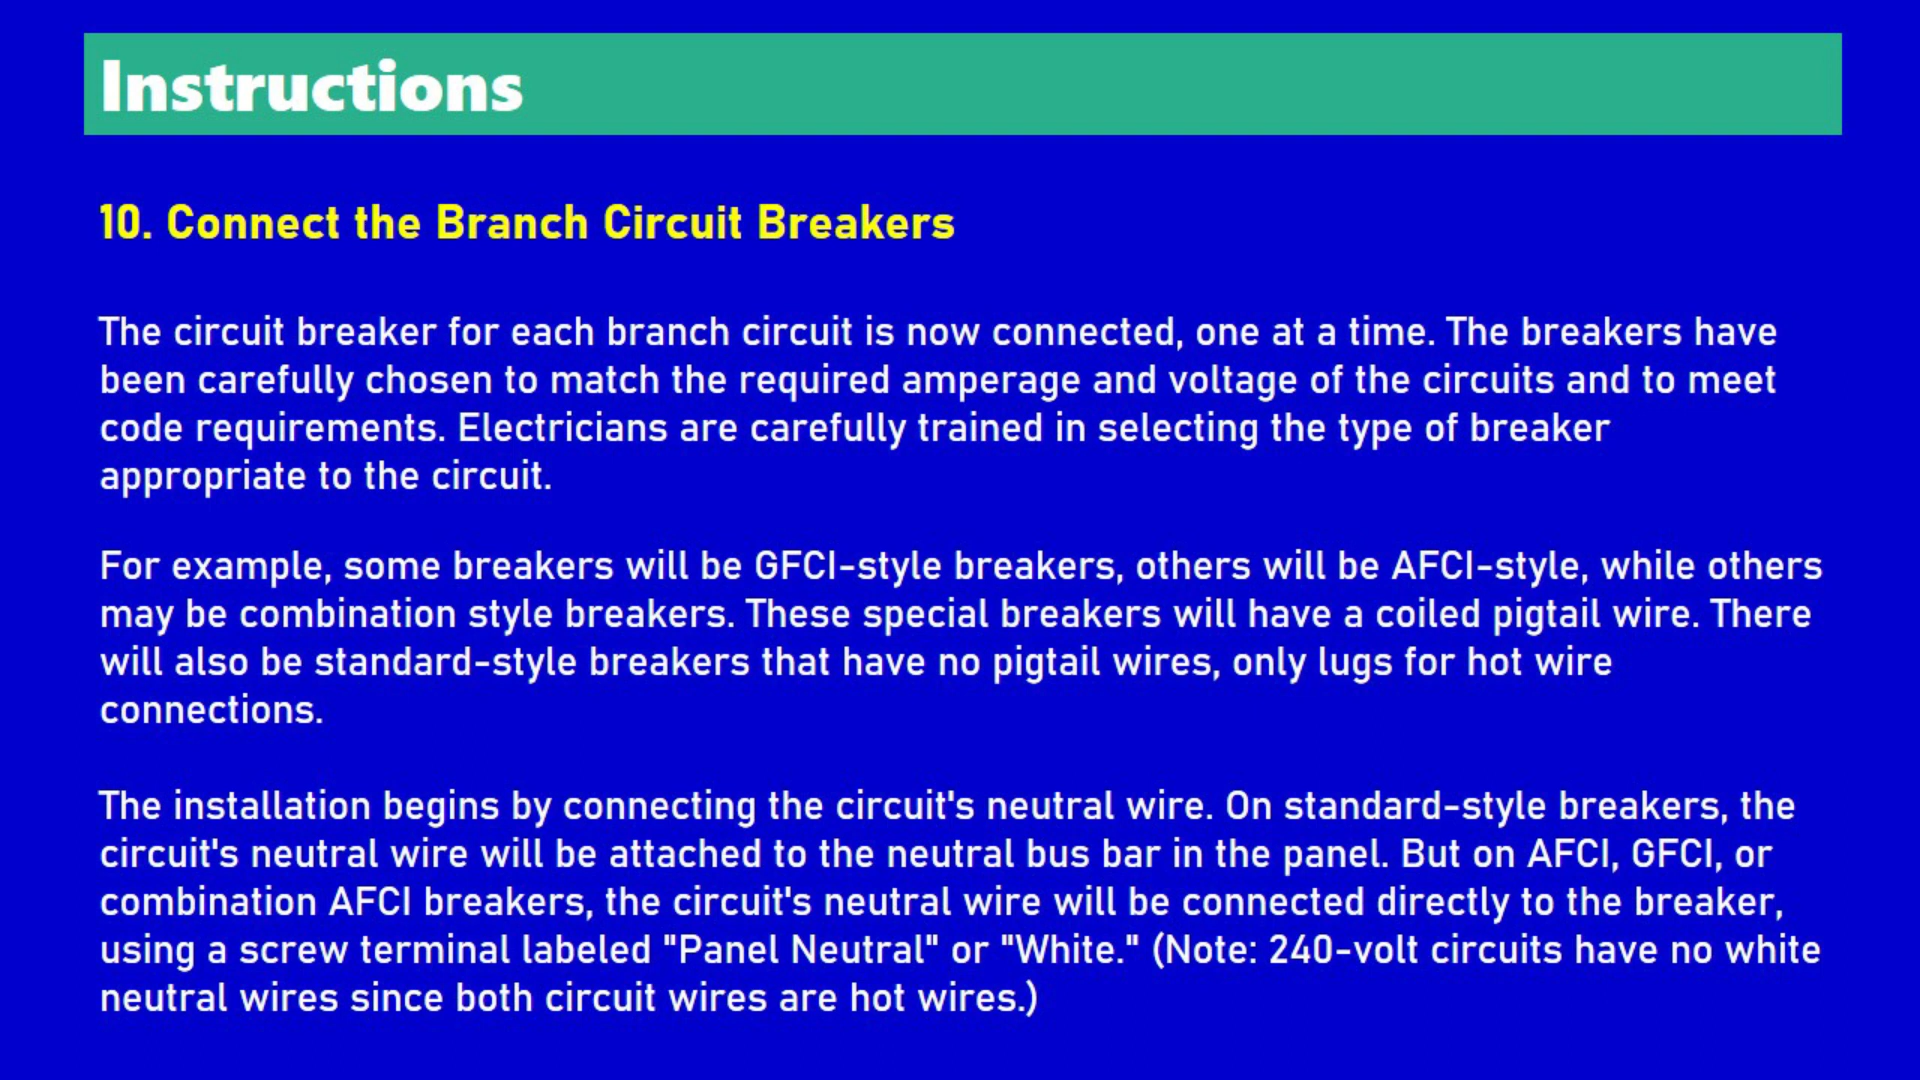 Instructions
10. Connect the Branch Circuit Breakers
The circuit breaker for each branch circuit is now connected, one at a time. The breakers have
been carefully chosen to match the required amperage and voltage of the circuits and to meet
code requirements. Electricians are carefully trained in selecting the type of breaker
appropriate to the circuit.
For example, some breakers will be GFCI-style breakers, others will be AFCI-style, while others
may be combination style breakers. These special breakers will have a coiled pigtail wire. There
will also be standard-style breakers that have no pigtail wires, only lugs for hot wire
connections.
The installation begins by connecting the circuit's neutral wire. On standard-style breakers, the
circuit's neutral wire will be attached to the neutral bus bar in the panel. But on AFCI, GFCI, or
combination AFCI breakers, the circuit's neutral wire will be connected directly to the breaker,
using a screw terminal labeled "Panel Neutral" or "White." (Note: 240-volt circuits have no white
neutral wires since both circuit wires are hot wires.)